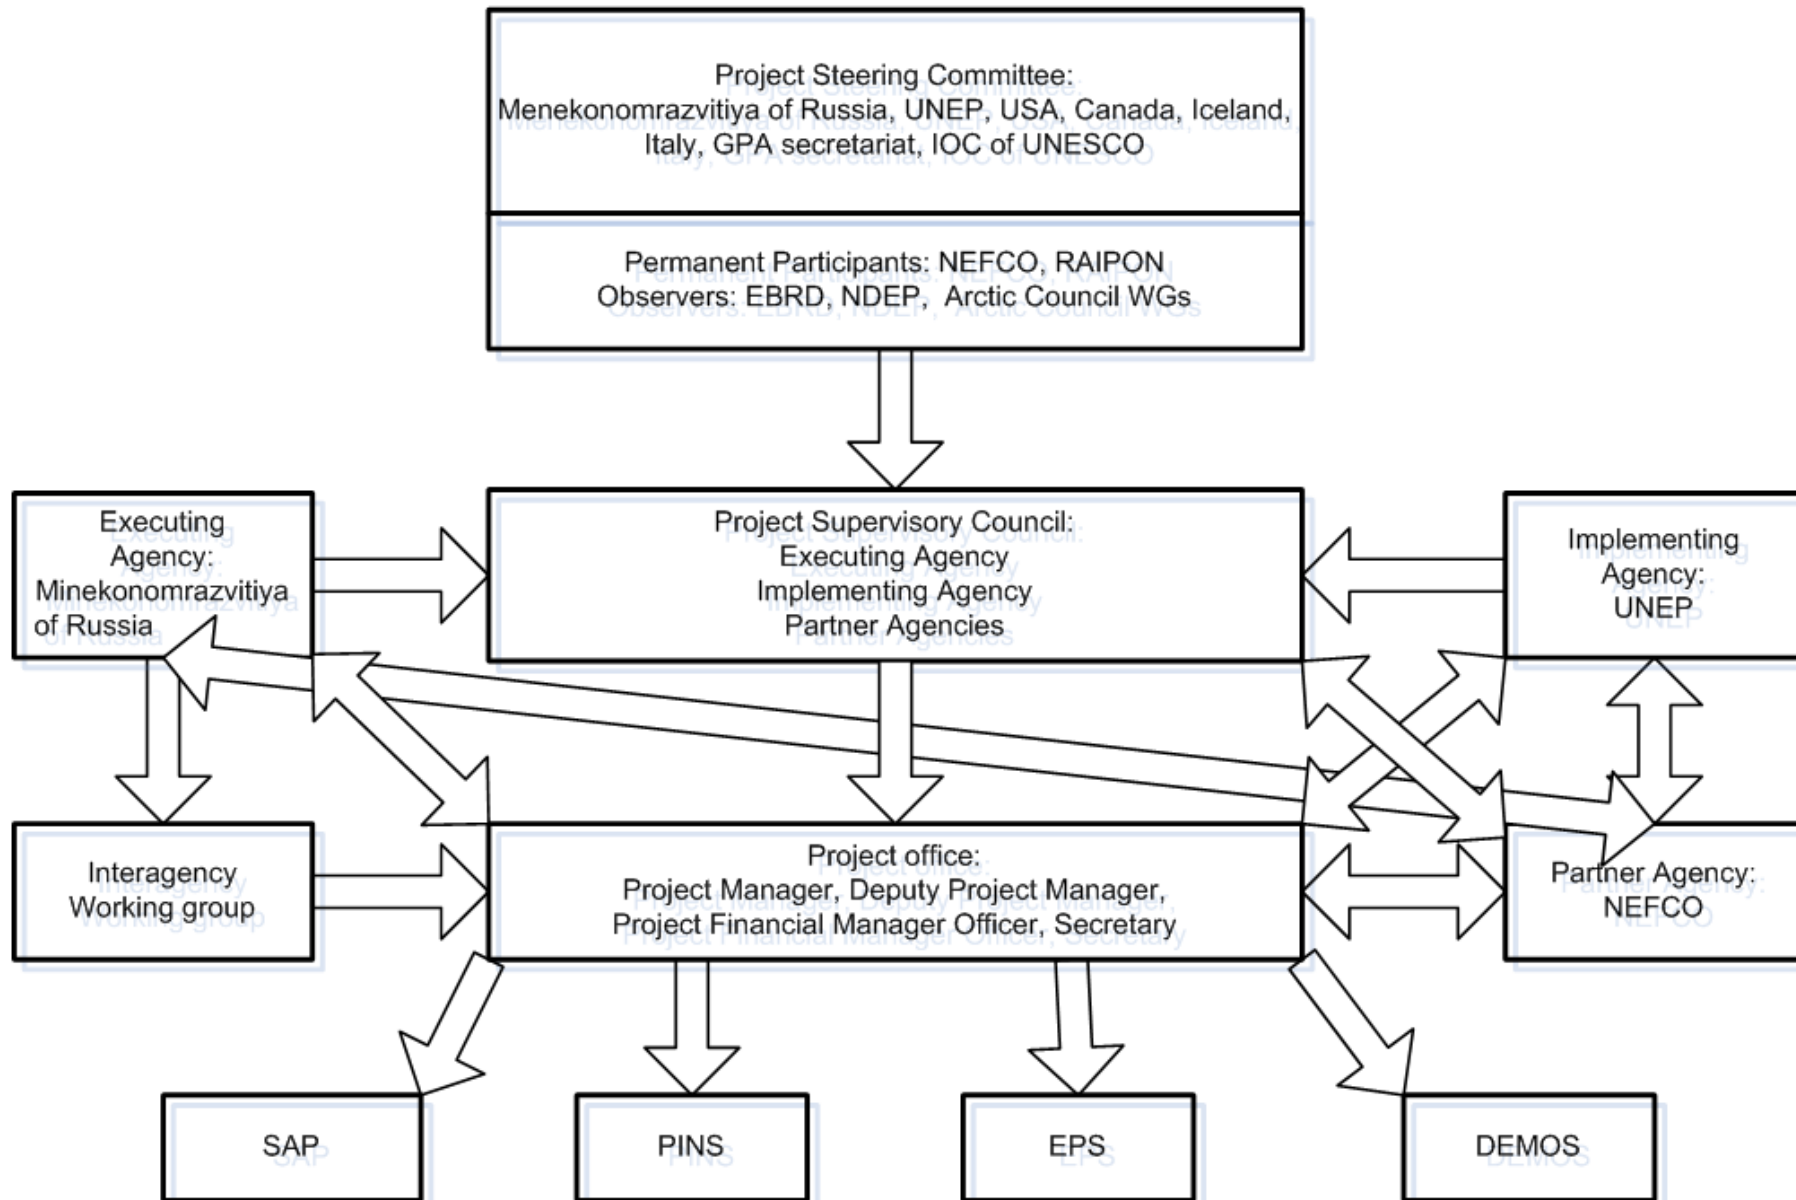 Project Steering Committee:
Menekonomrazvitiya of Russia, UNEP, USA, Canada, Iceland,
Italy, GPA secretariat, IOC of UNESCO
Permanent Participants: NEFCO, RAIPON
Observers: EBRD, NDEP, Arctic Council WGs
Executing
Agency:
Minekonomrazvitiya
of Russia
Project Supervisory Council:
Executing Agency
Implementing Agency
Partner Agencies
Implementing
Agency:
UNEP
Interagency
Working group
Project office:
Project Manager, Deputy Project Manager,
Project Financial Manager Officer, Secretary
Partner Agency:
NEFCO
SAP
PINS
EPS
DEMOS